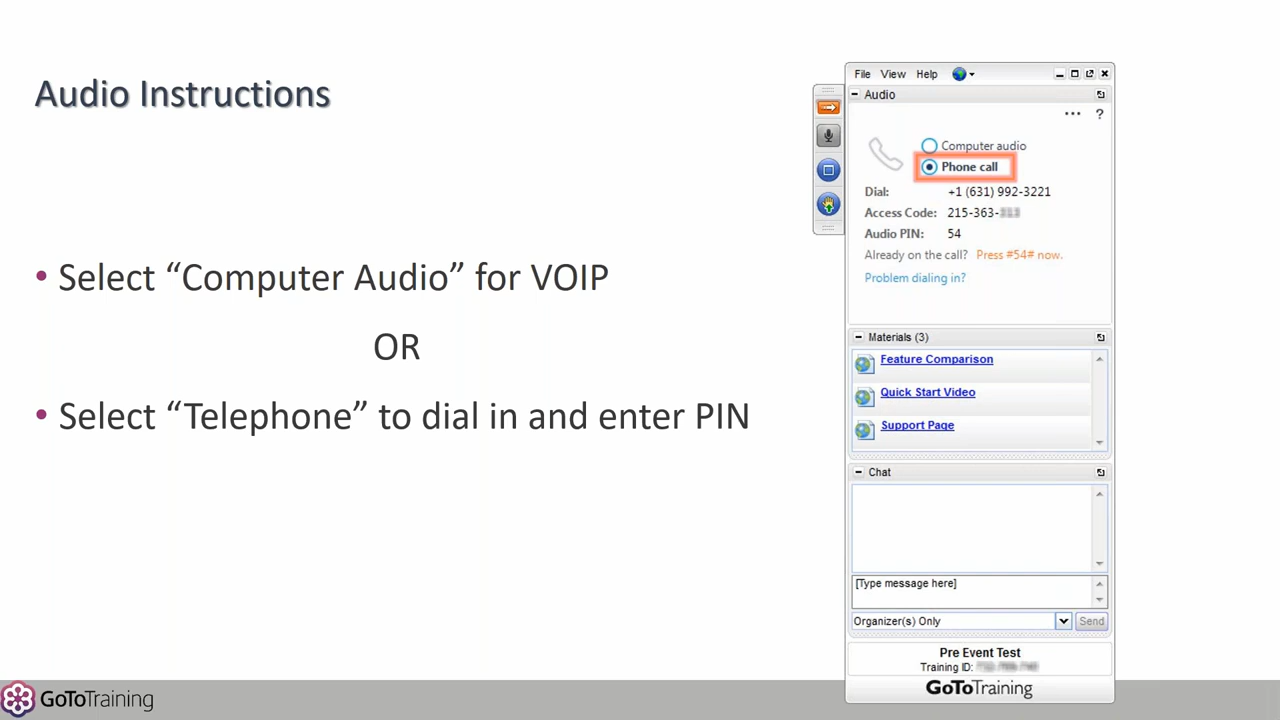 Audio Instructions
• Select “Computer Audio” for VOIP
OR
• Select “Telephone” to dial in and enter PIN
File View Help
Audio
?
Computer audio
Phone call
Dial: +1 (631) 992-3221
Access Code: 215-363-
Audio PIN: 54
Already on the call? Press #54# now.
Problem dialing in?
Materials (3)
Feature Comparison
Quick Start Video
Support Page
Chat
[Type message here]
Organizer(s) Only
Send
Pre Event Test
Training ID:
GoToTraining
GoToTraining